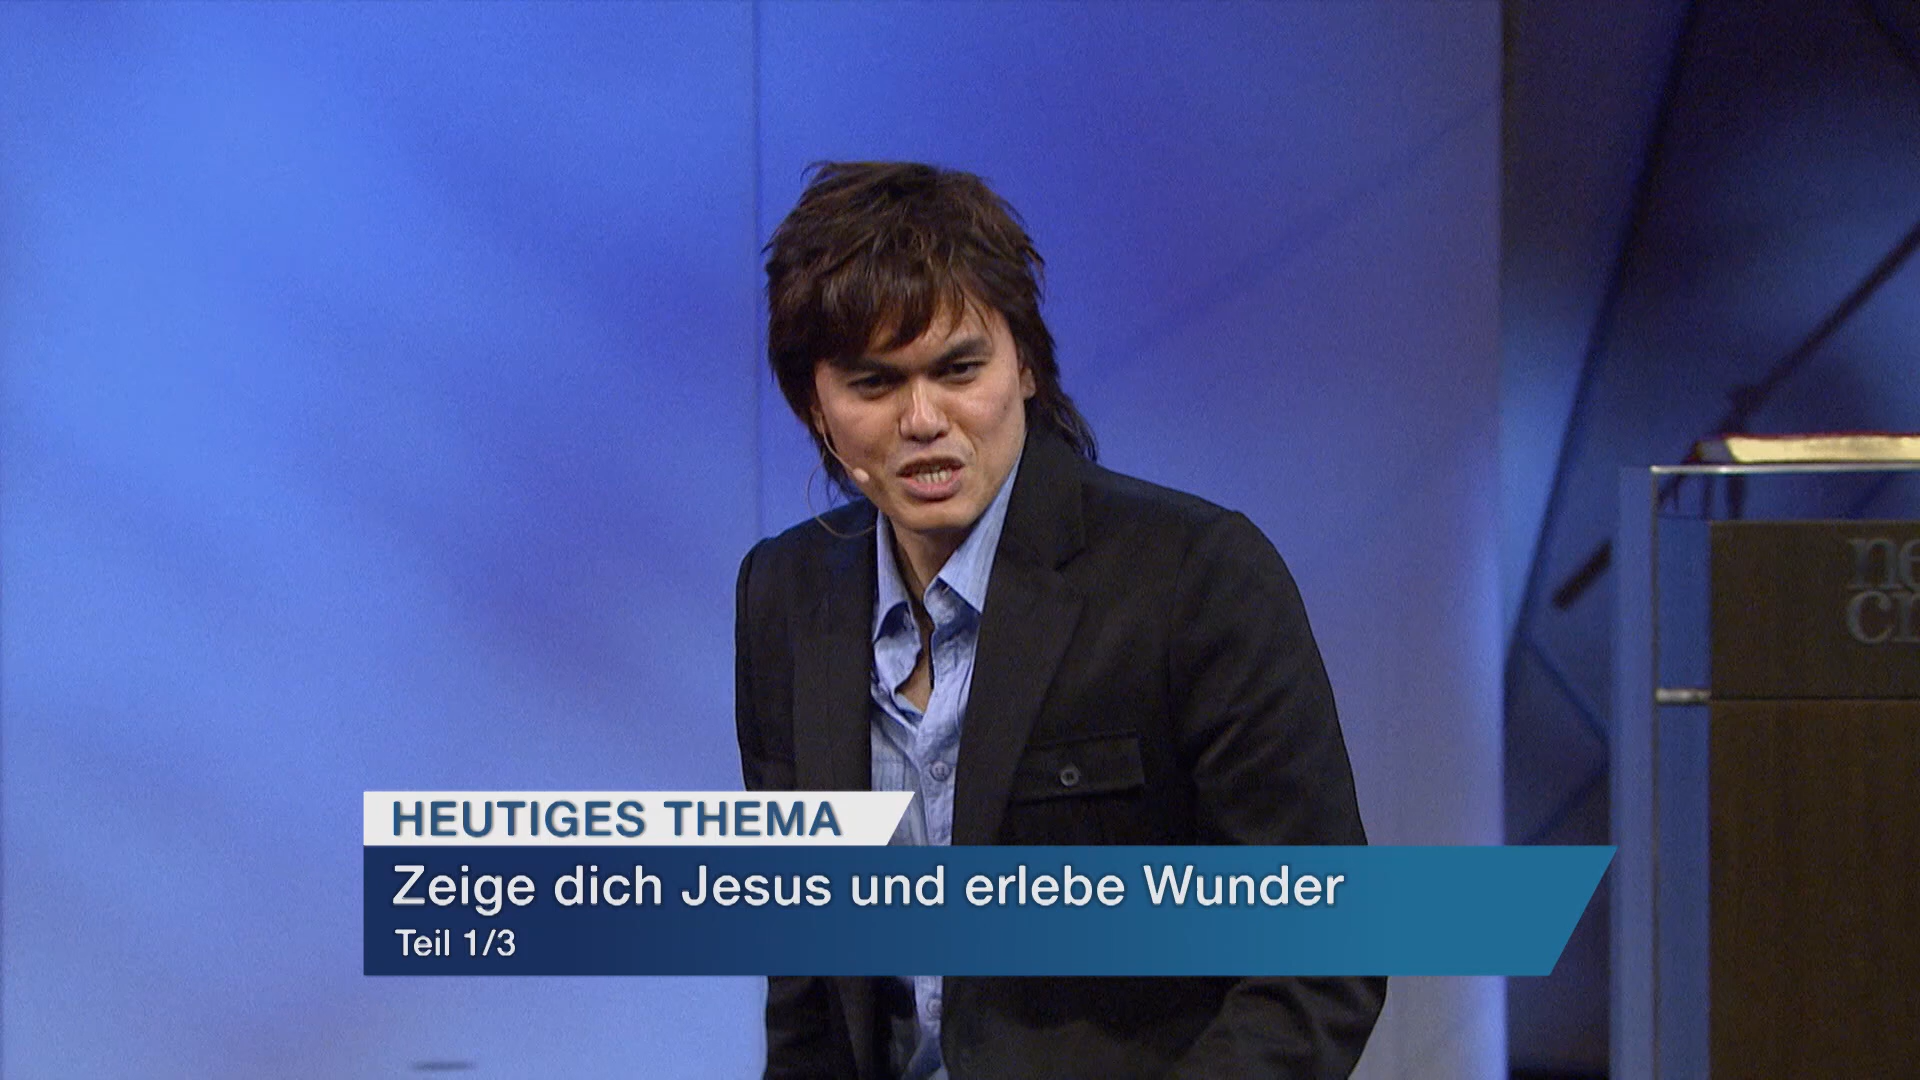 HEUTIGES THEMA
Zeige dich Jesus und erlebe Wunder
Teil 1/3